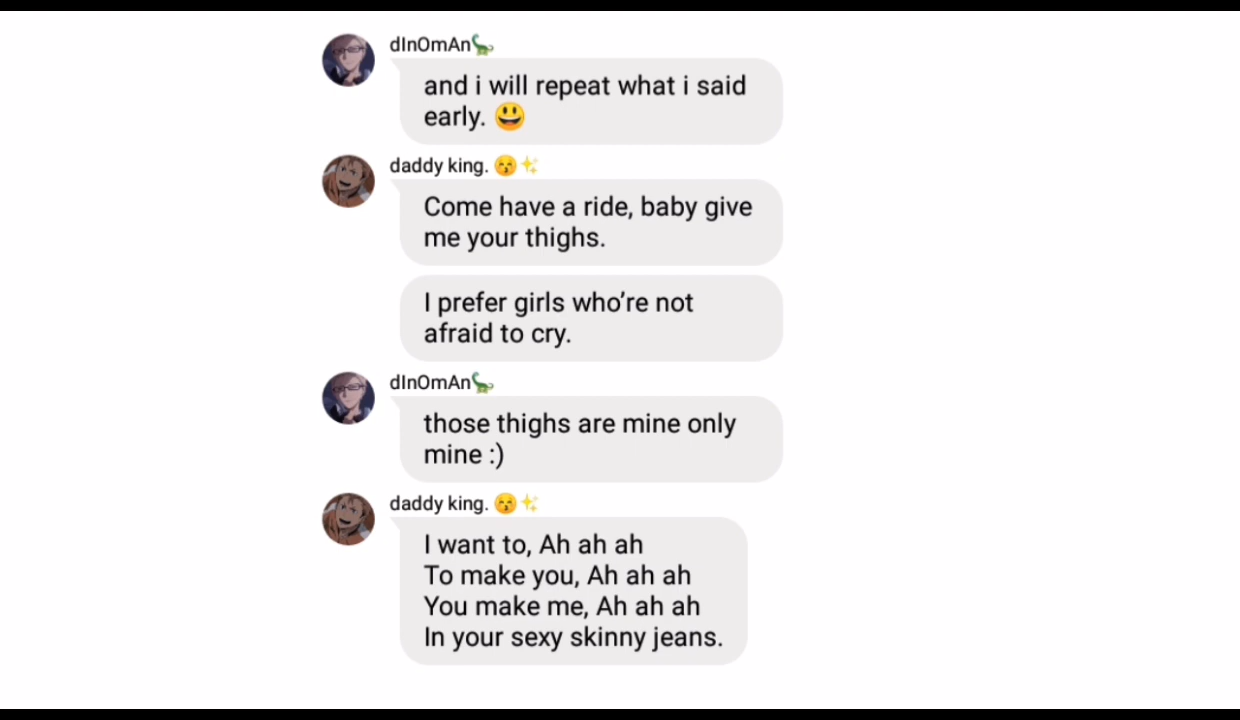 dInOmAn🦕
and i will repeat what i said
early. 😃
daddy king. 😚✨
Come have a ride, baby give
me your thighs.
I prefer girls who’re not
afraid to cry.
dInOmAn🦕
those thighs are mine only
mine :)
daddy king. 😚✨
I want to, Ah ah ah
To make you, Ah ah ah
You make me, Ah ah ah
In your sexy skinny jeans.